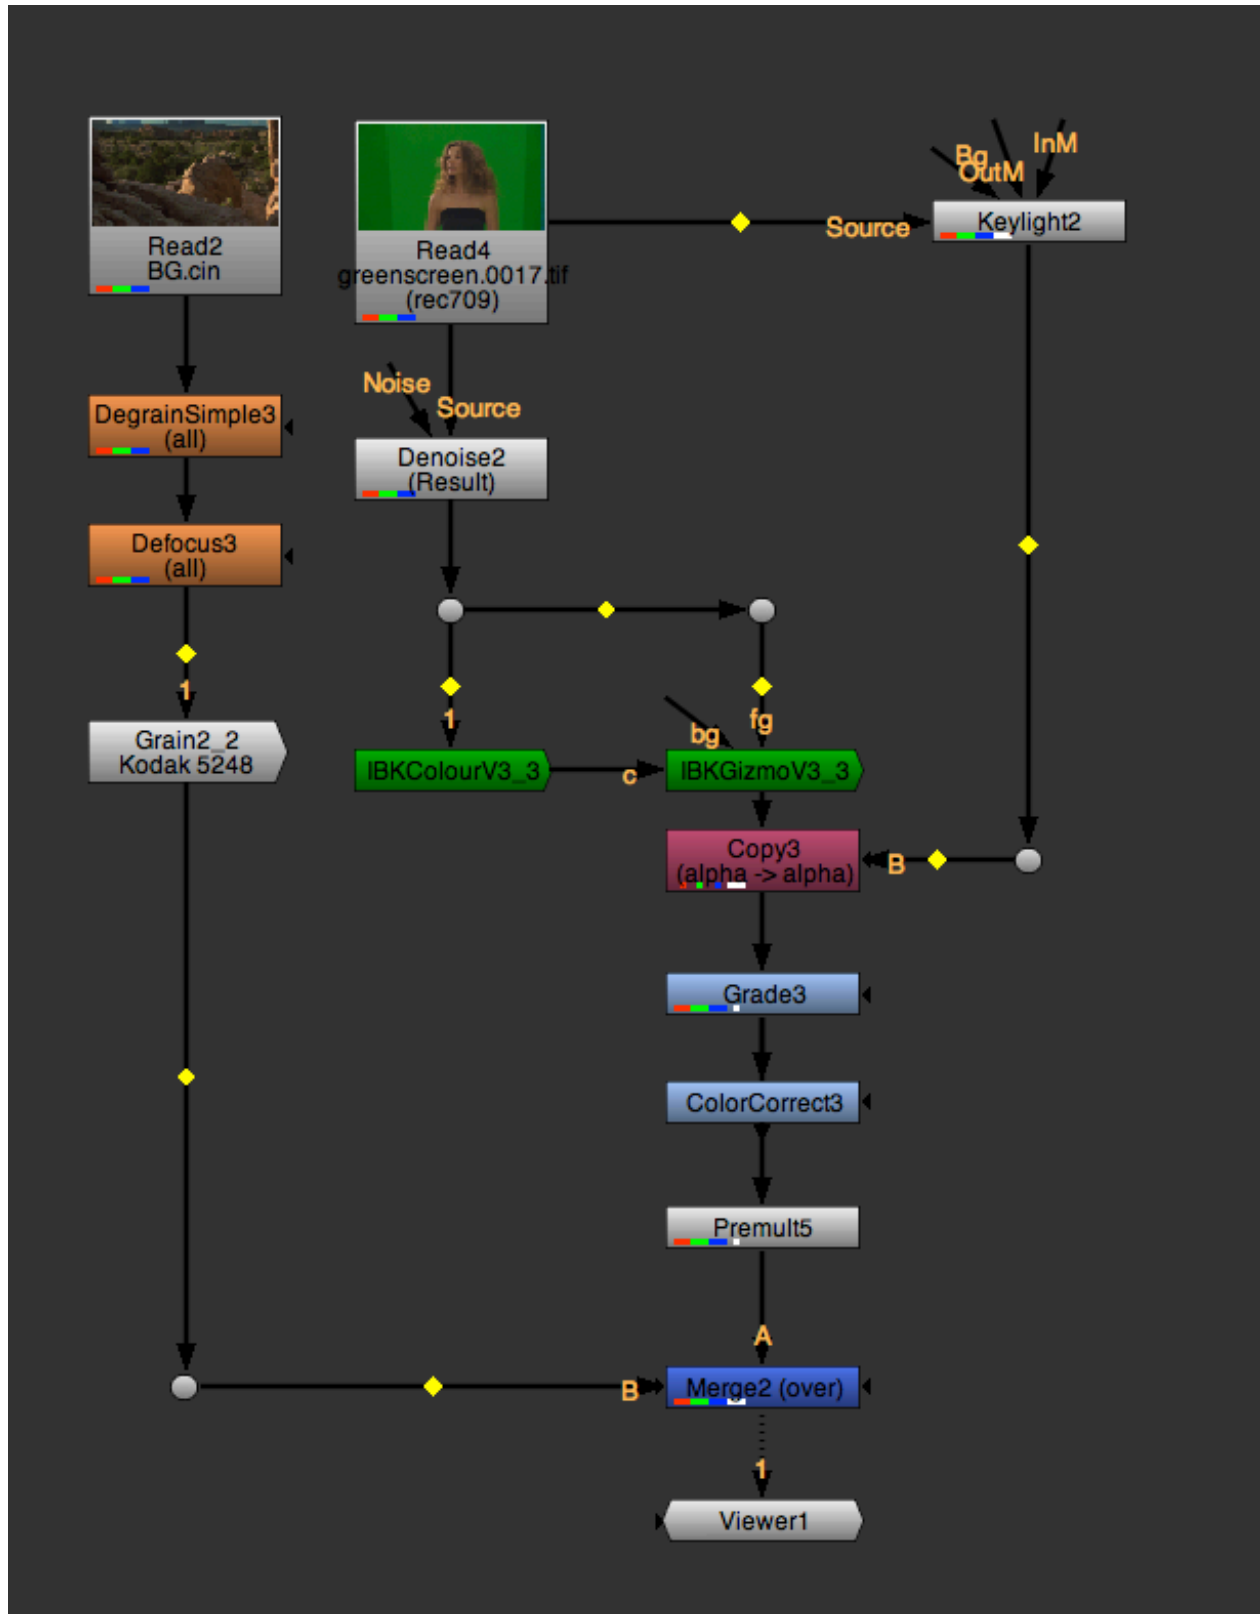 Bg
InM
OutM
Read2
BG.cin
Read4
greenscreen.0017.tif
(rec709)
Source
Keylight2
Noise
Source
DegrainSimple3
(all)
Denoise2
(Result)
Defocus3
(all)
1
1
bg
fg
Grain2_2
Kodak 5248
IBKColourV3_3
c
IBKGizmoV3_3
Copy3
(alpha -> alpha)
B
Grade3
ColorCorrect3
Premult5
A
B
Merge2 (over)
1
Viewer1